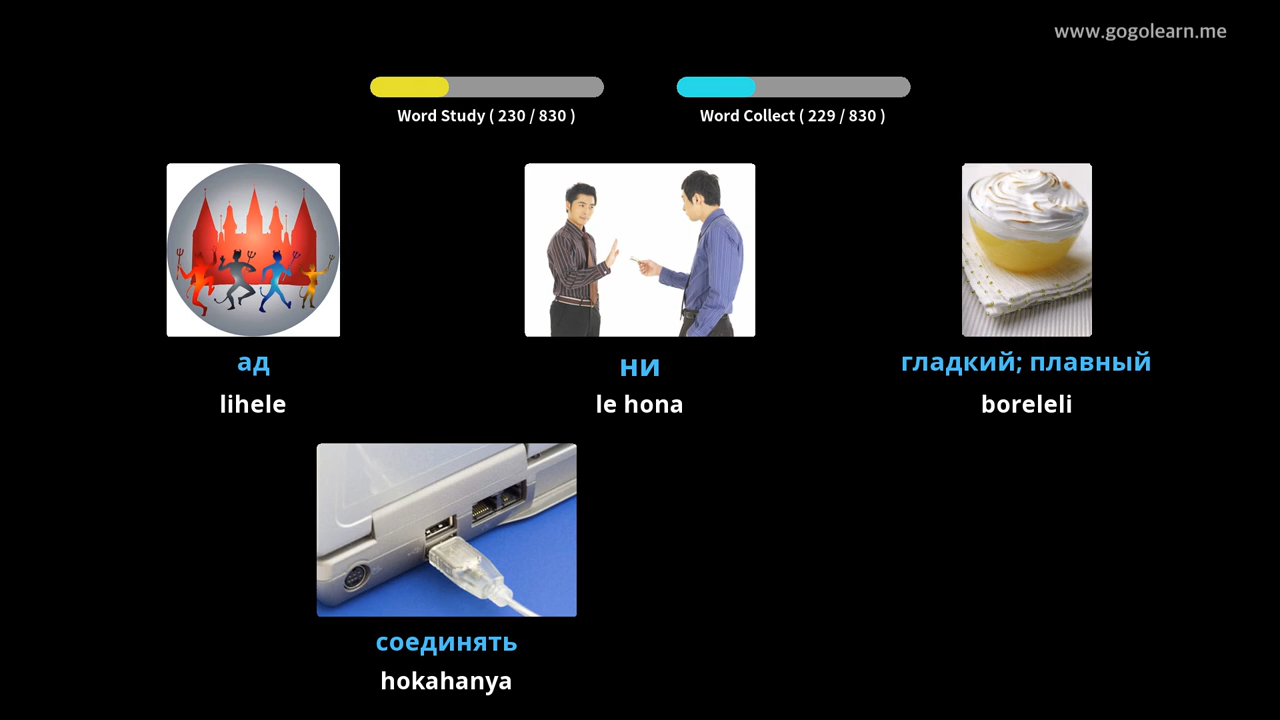 www.gogolearn.me
Word Study ( 230 / 830 )
Word Collect ( 229 / 830 )
ад
lihele
ни
le hona
гладкий; плавный
boreleli
соединять
hokahanya